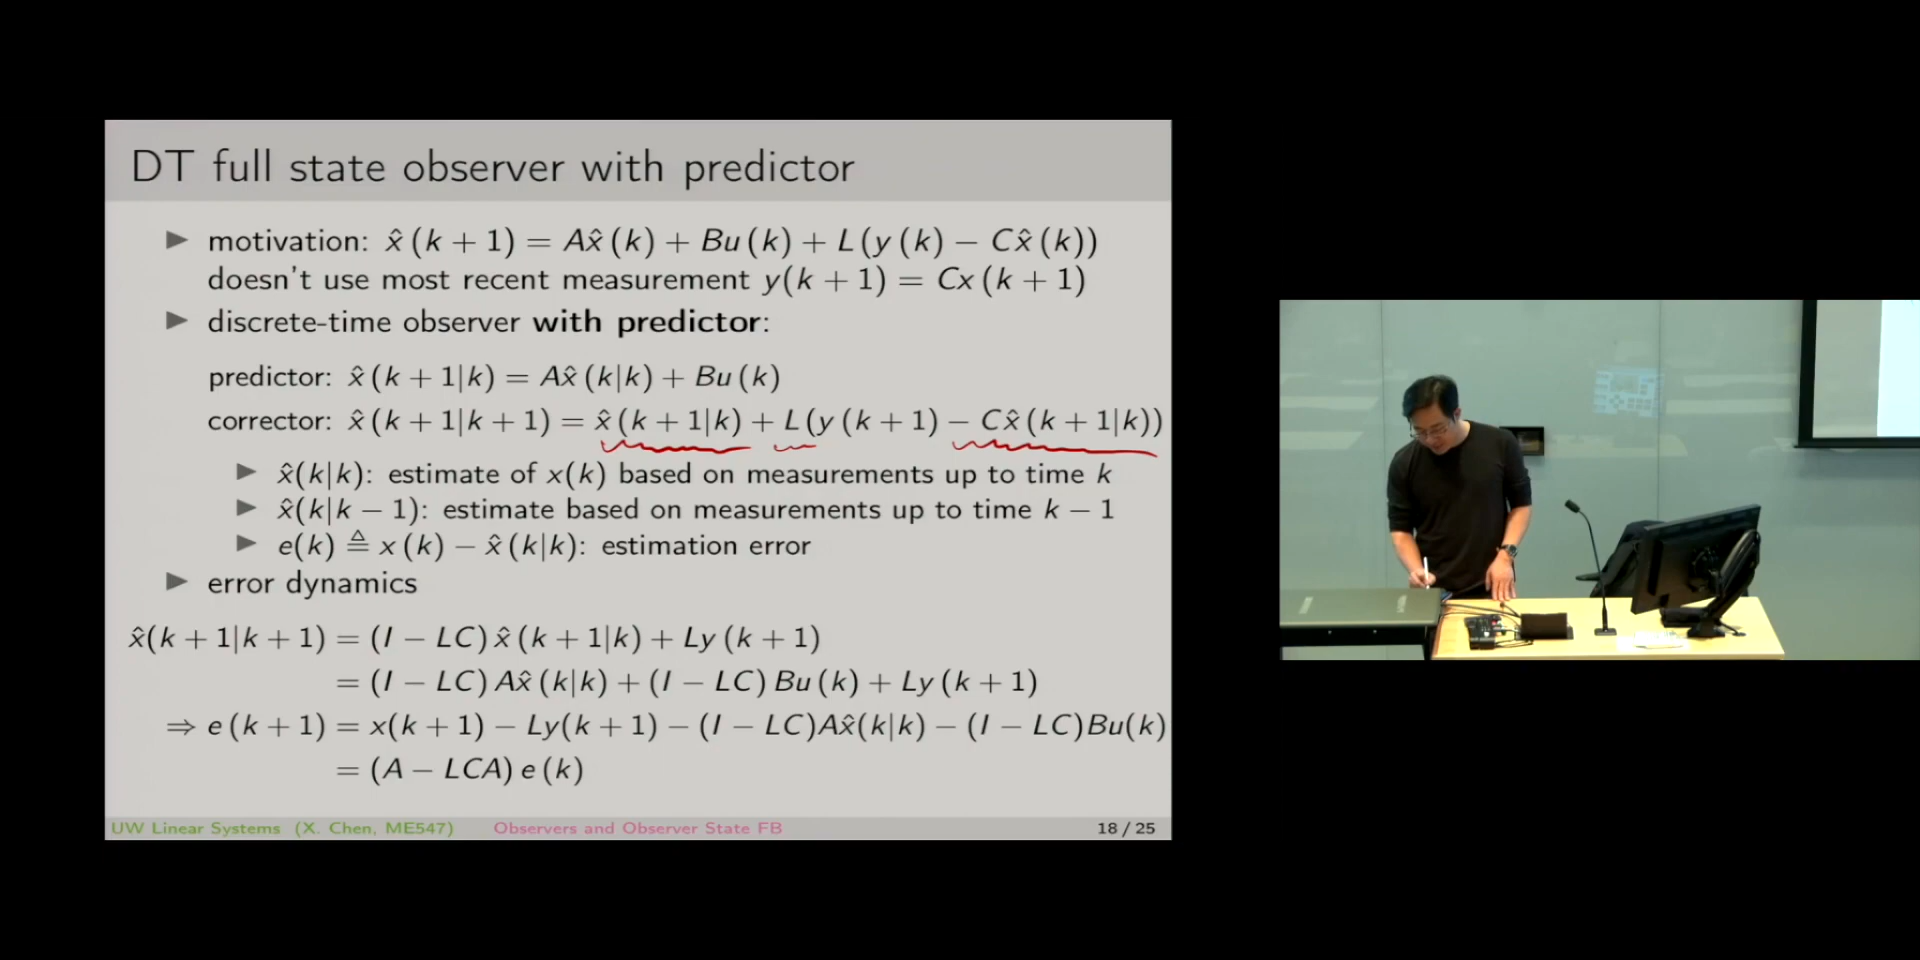 DT full state observer with predictor
▶ motivation: x̂(k + 1) = Ax̂(k) + Bu(k) + L(y(k) − Cx̂(k))
doesn't use most recent measurement y(k + 1) = Cx(k + 1)
▶ discrete-time observer with predictor:
predictor: x̂(k + 1|k) = Ax̂(k|k) + Bu(k)
corrector: x̂(k + 1|k + 1) = x̂(k + 1|k) + L(y(k + 1) − Cx̂(k + 1|k))
▶ x̂(k|k): estimate of x(k) based on measurements up to time k
▶ x̂(k|k − 1): estimate based on measurements up to time k − 1
▶ e(k) ≜ x(k) − x̂(k|k): estimation error
▶ error dynamics
x̂(k + 1|k + 1) = (I − LC)x̂(k + 1|k) + Ly(k + 1)
= (I − LC)Ax̂(k|k) + (I − LC)Bu(k) + Ly(k + 1)
⇒ e(k + 1) = x(k + 1) − Ly(k + 1) − (I − LC)Ax̂(k|k) − (I − LC)Bu(k)
= (A − LCA)e(k)
UW Linear Systems (X. Chen, ME547) Observers and Observer State FB 18 / 25